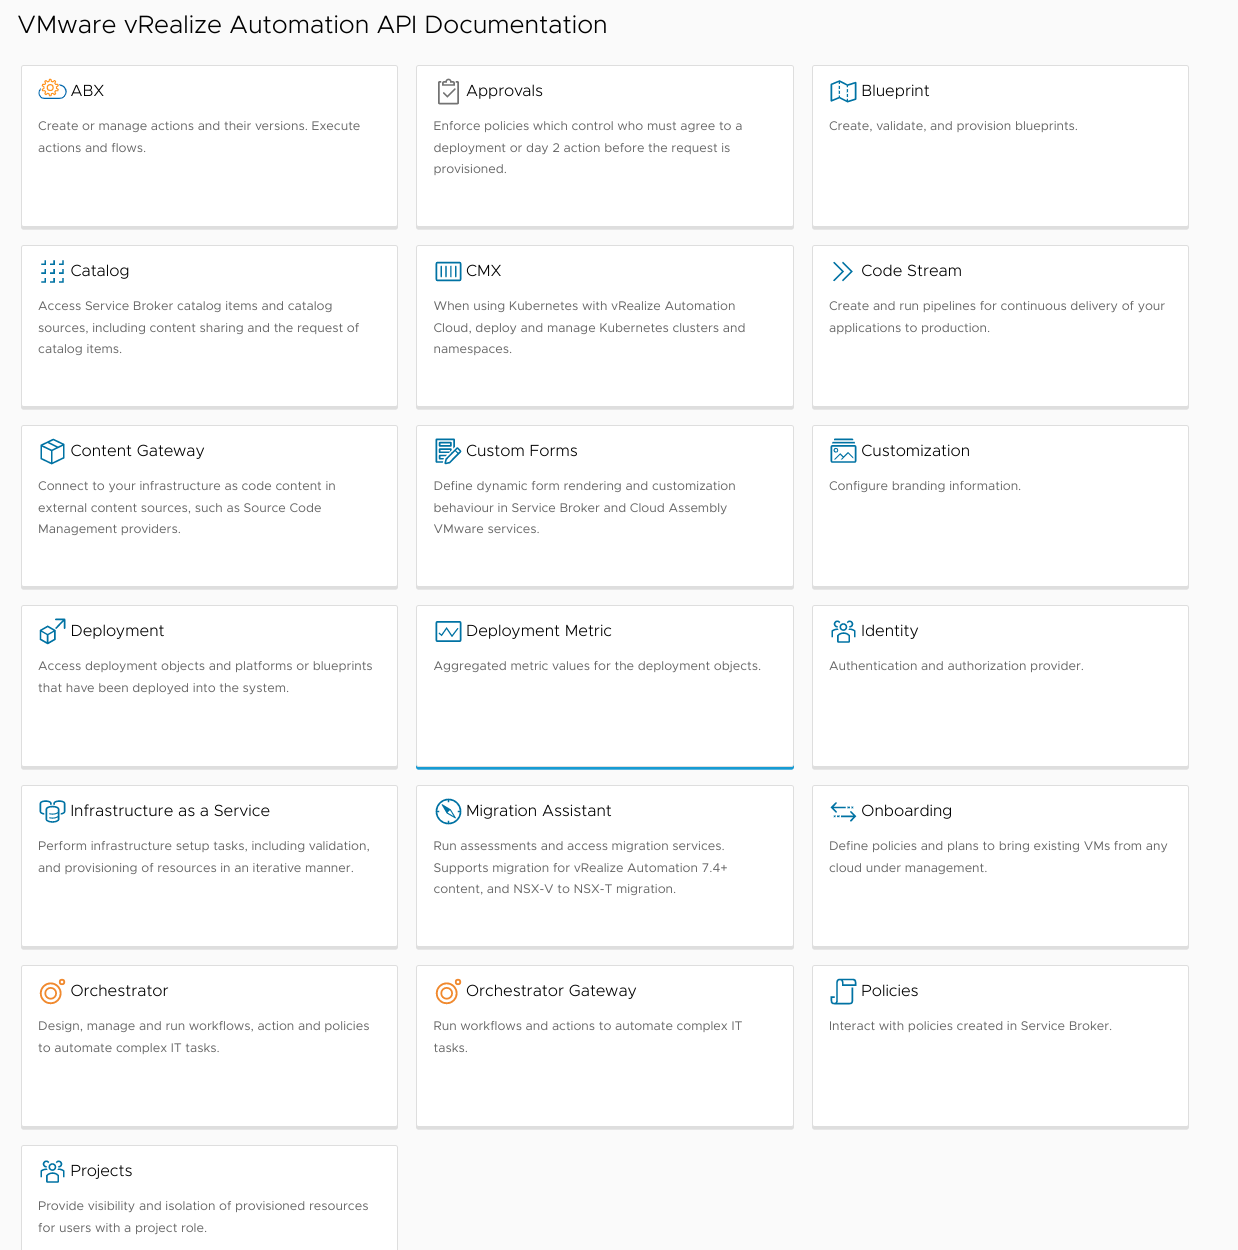 VMware vRealize Automation API Documentation
ABX
Create or manage actions and their versions. Execute
actions and flows.
Approvals
Enforce policies which control who must agree to a
deployment or day 2 action before the request is
provisioned.
Blueprint
Create, validate, and provision blueprints.
Catalog
Access Service Broker catalog items and catalog
sources, including content sharing and the request of
catalog items.
CMX
When using Kubernetes with vRealize Automation
Cloud, deploy and manage Kubernetes clusters and
namespaces.
Code Stream
Create and run pipelines for continuous delivery of your
applications to production.
Content Gateway
Connect to your infrastructure as code content in
external content sources, such as Source Code
Management providers.
Custom Forms
Define dynamic form rendering and customization
behaviour in Service Broker and Cloud Assembly
VMware services.
Customization
Configure branding information.
Deployment
Access deployment objects and platforms or blueprints
that have been deployed into the system.
Deployment Metric
Aggregated metric values for the deployment objects.
Identity
Authentication and authorization provider.
Infrastructure as a Service
Perform infrastructure setup tasks, including validation,
and provisioning of resources in an iterative manner.
Migration Assistant
Run assessments and access migration services.
Supports migration for vRealize Automation 7.4+
content, and NSX-V to NSX-T migration.
Onboarding
Define policies and plans to bring existing VMs from any
cloud under management.
Orchestrator
Design, manage and run workflows, action and policies
to automate complex IT tasks.
Orchestrator Gateway
Run workflows and actions to automate complex IT
tasks.
Policies
Interact with policies created in Service Broker.
Projects
Provide visibility and isolation of provisioned resources
for users with a project role.